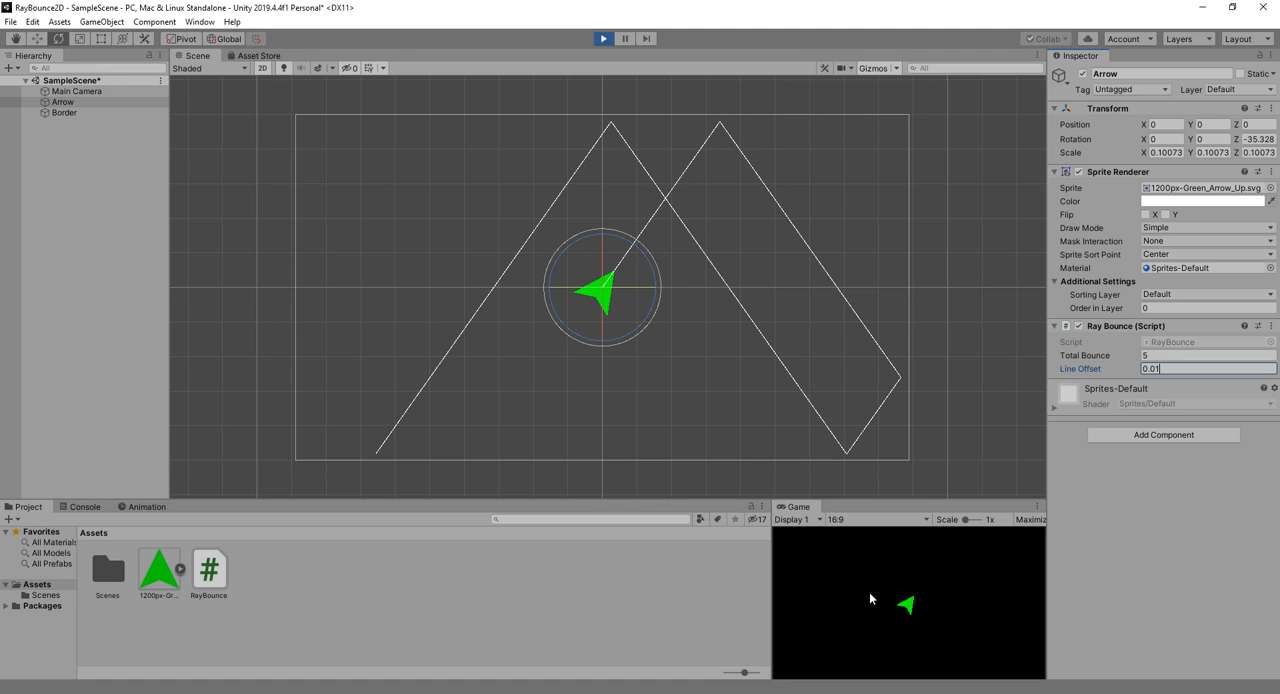 RayBounce2D - SampleScene - PC, Mac & Linux Standalone - Unity 2019.4.4f1 Personal* <DX11>
File Edit Assets GameObject Component Window Help
Pivot Global Collab Account Layers Layout
Hierarchy Scene Asset Store Inspector
All Shaded 2D 0 Gizmos All Arrow Static
SampleScene*
Main Camera
Arrow
Border
Tag Untagged Layer Default
Transform
Position X 0 Y 0 Z 0
Rotation X 0 Y 0 Z -35.328
Scale X 0.10073 Y 0.10073 Z 0.10073
Sprite Renderer
Sprite 1200px-Green_Arrow_Up.svg
Color
Flip X Y
Draw Mode Simple
Mask Interaction None
Sprite Sort Point Center
Material Sprites-Default
Additional Settings
Sorting Layer Default
Order in Layer 0
# Ray Bounce (Script)
Script RayBounce
Total Bounce 5
Line Offset 0.01
Sprites-Default
Shader Sprites/Default
Add Component
Project Console Animation
17
Favorites
All Materials
All Models
All Prefabs
Assets
Scenes
Packages
Assets
Scenes 1200px-Gr... # RayBounce
Game
Display 1 16:9 Scale 1x Maximiz